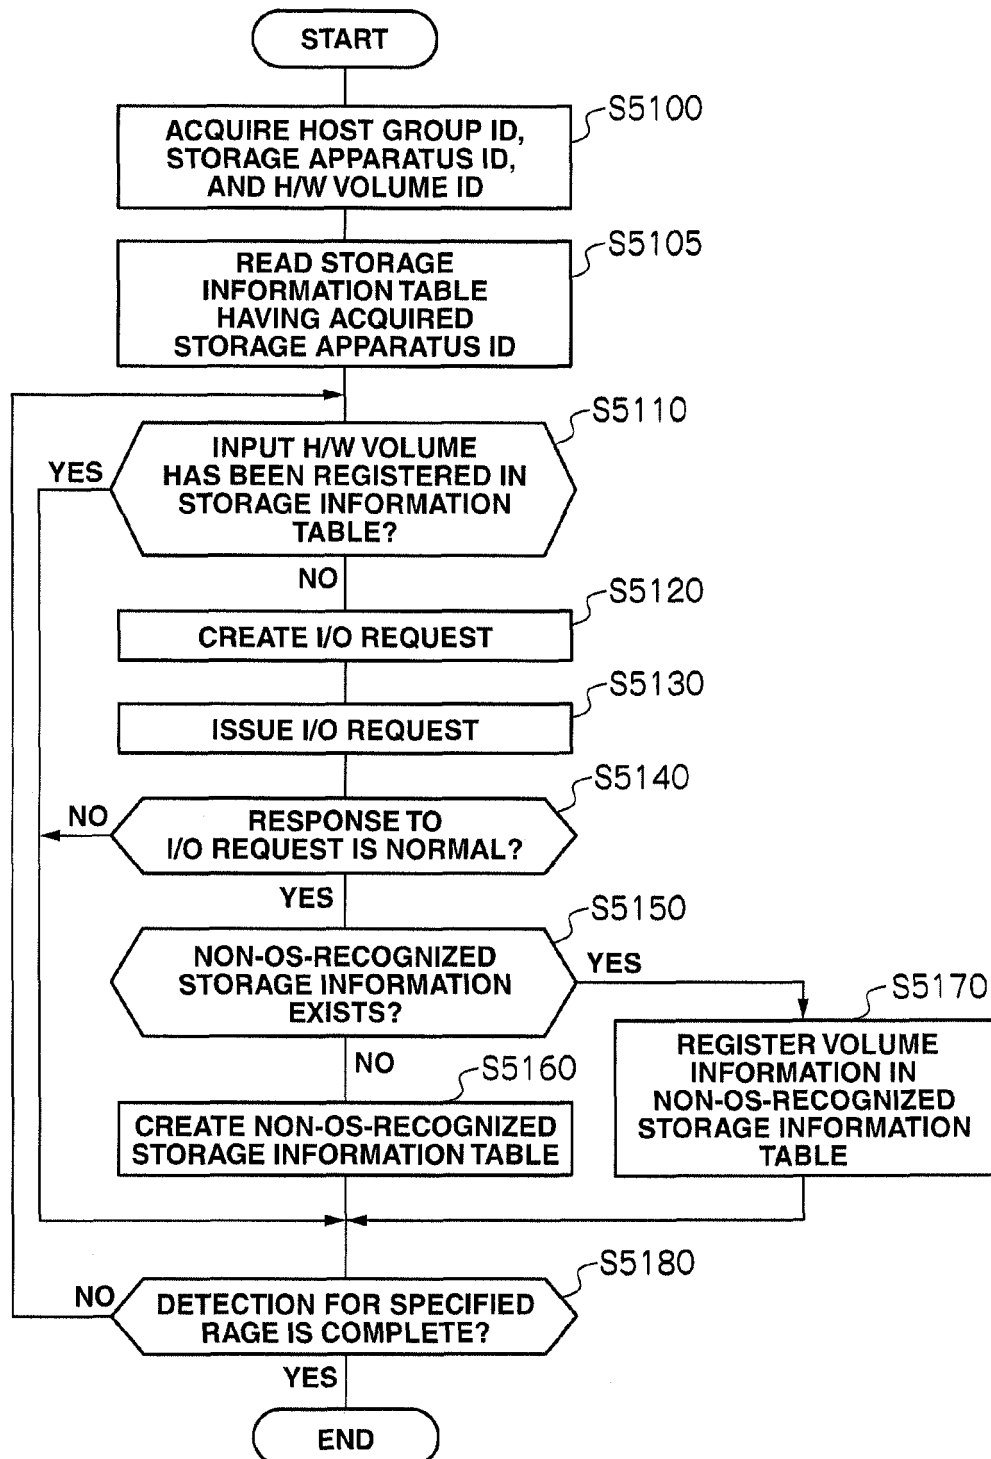 START
S5100
ACQUIRE HOST GROUP ID,
STORAGE APPARATUS ID,
AND H/W VOLUME ID
S5105
READ STORAGE
INFORMATION TABLE
HAVING ACQUIRED
STORAGE APPARATUS ID
S5110
INPUT H/W VOLUME
HAS BEEN REGISTERED IN
STORAGE INFORMATION
TABLE?
YES
NO
S5120
CREATE I/O REQUEST
S5130
ISSUE I/O REQUEST
S5140
RESPONSE TO
I/O REQUEST IS NORMAL?
NO
YES
S5150
NON-OS-RECOGNIZED
STORAGE INFORMATION
EXISTS?
YES
NO
S5170
REGISTER VOLUME
INFORMATION IN
NON-OS-RECOGNIZED
STORAGE INFORMATION
TABLE
S5160
CREATE NON-OS-RECOGNIZED
STORAGE INFORMATION TABLE
S5180
DETECTION FOR SPECIFIED
RAGE IS COMPLETE?
NO
YES
END